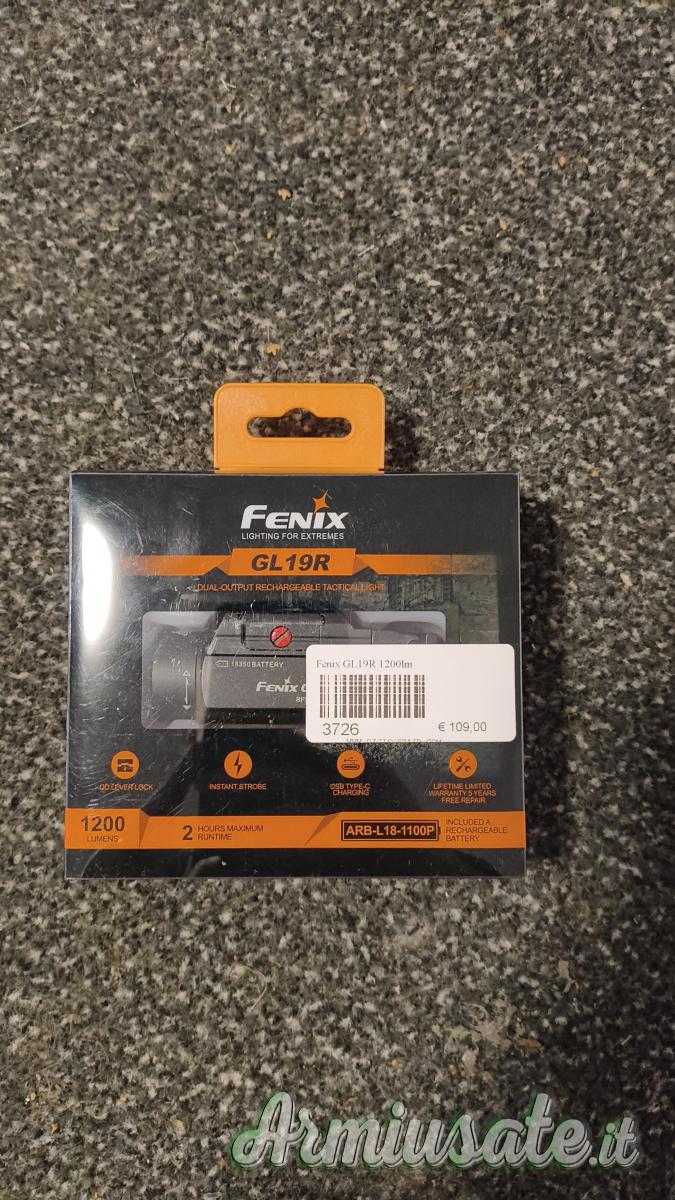 FENIX
LIGHTING FOR EXTREMES
GL19R
DUAL-OUTPUT RECHARGEABLE TACTICAL LIGHT
18350 BATTERY
FENIX
Fenix GL19R 1200lm
3726
€ 109,00
QD LEVER LOCK
INSTANT STROBE
USB TYPE-C
CHARGING
LIFETIME LIMITED
WARRANTY 5 YEARS
FREE REPAIR
1200
LUMENS
2 HOURS MAXIMUM
RUNTIME
ARB-L18-1100P
INCLUDED A
RECHARGEABLE
BATTERY
Armiusate.it